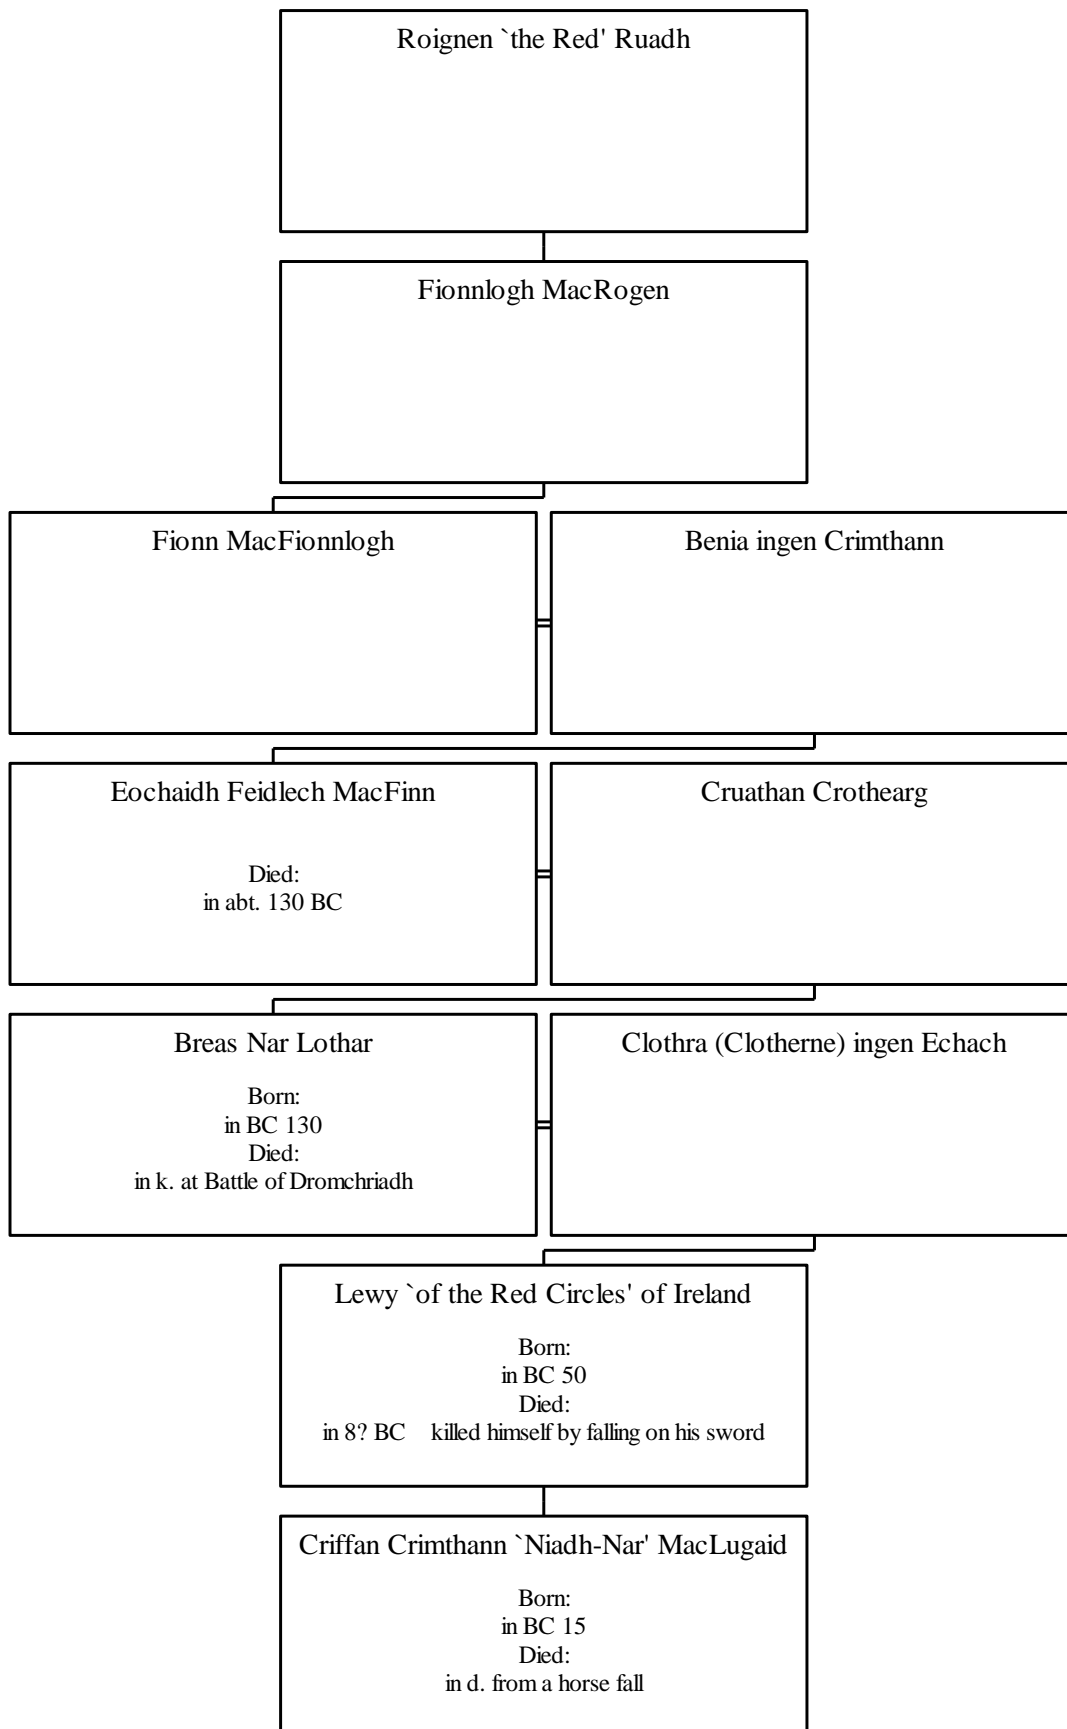 Roignen `the Red' Ruadh
Fionnlogh MacRogen
Fionn MacFionnlogh
Benia ingen Crimthann
Eochaidh Feidlech MacFinn
Died:
in abt. 130 BC
Cruathan Crothearg
Breas Nar Lothar
Born:
in BC 130
Died:
in k. at Battle of Dromchriadh
Clothra (Clotherne) ingen Echach
Lewy `of the Red Circles' of Ireland
Born:
in BC 50
Died:
in 8? BC killed himself by falling on his sword
Criffan Crimthann `Niadh-Nar' MacLugaid
Born:
in BC 15
Died:
in d. from a horse fall